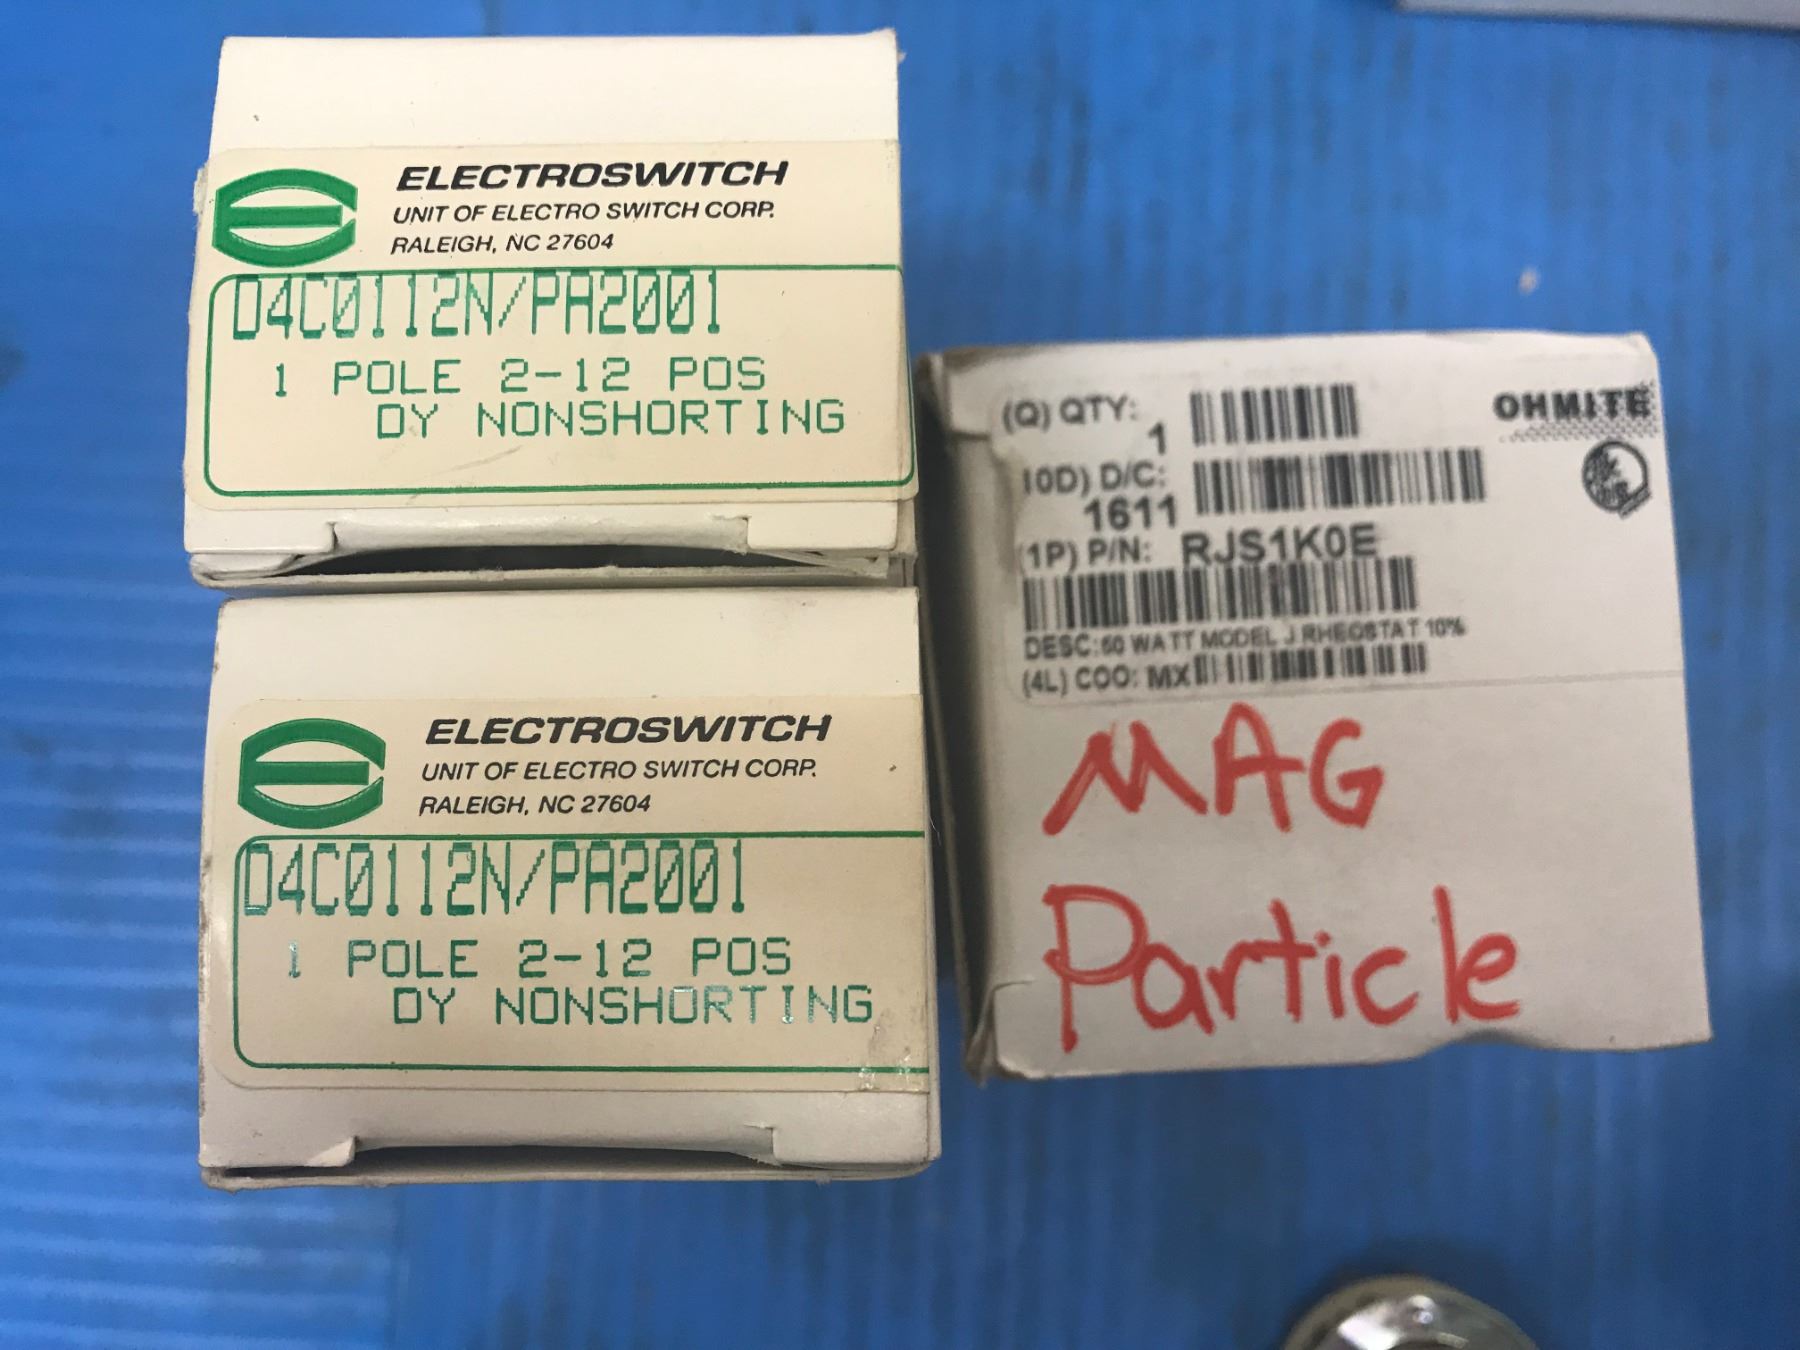 ELECTROSWITCH
UNIT OF ELECTRO SWITCH CORP.
RALEIGH, NC 27604
D4C0112N/PA2001
1 POLE 2-12 POS
DY NONSHORTING
ELECTROSWITCH
UNIT OF ELECTRO SWITCH CORP.
RALEIGH, NC 27604
D4C0112N/PA2001
1 POLE 2-12 POS
DY NONSHORTING
(Q) QTY:
1
OHMITE
10D) D/C:
1611
(1P) P/N: RJS1K0E
DESC:50 WATT MODEL J RHEOSTAT 10%
(4L) COO: MX
MAG
Particle